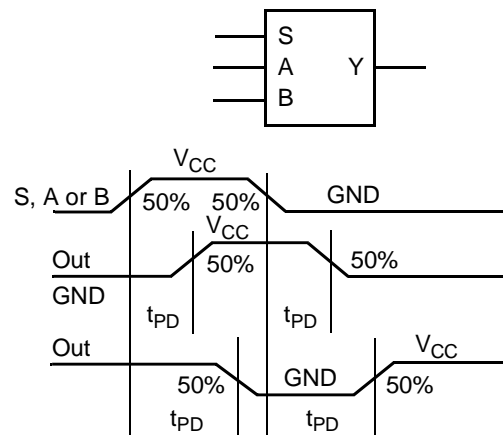 S
A Y
B
V_CC
S, A or B 50% 50% GND
V_CC
Out 50% 50%
GND
t_PD t_PD
Out V_CC
50% GND 50%
t_PD t_PD